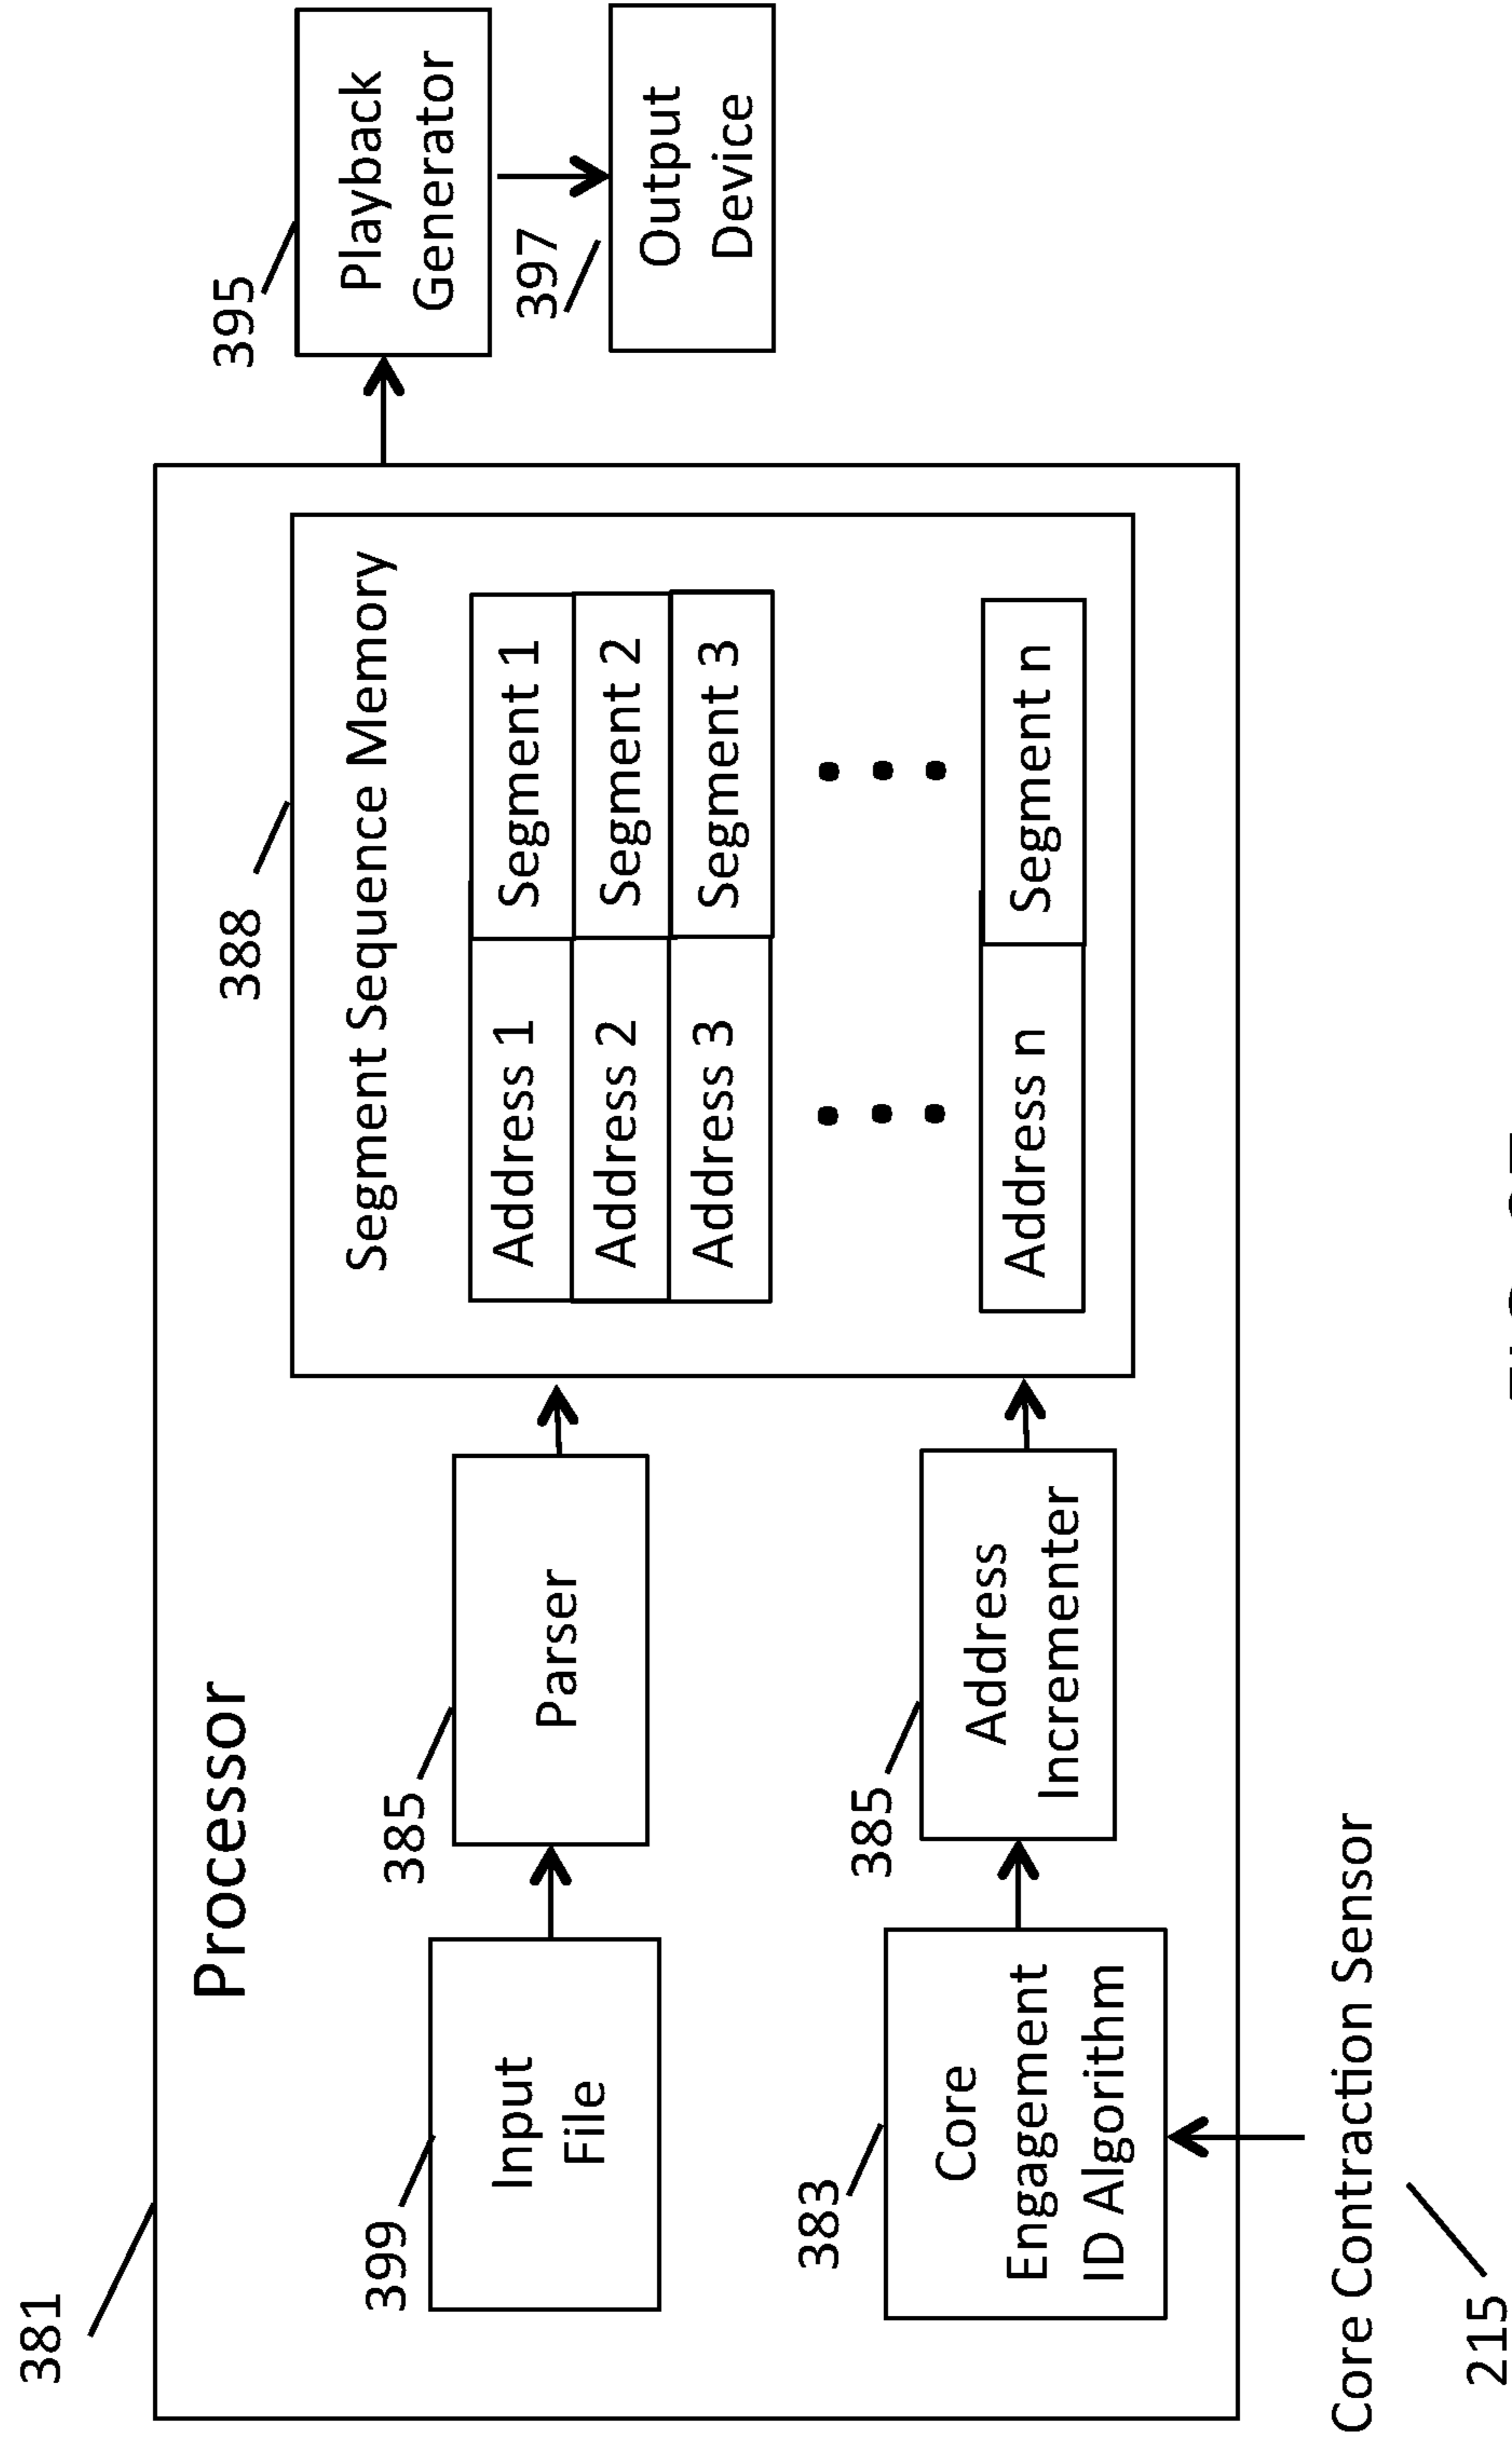 381
Processor
388
Segment Sequence Memory
Address 1
Segment 1
Address 2
Segment 2
Address 3
Segment 3
Address n
Segment n
399
Input
File
385
Parser
383
Core
Engagement
ID Algorithm
385
Address
Incrementer
395
Playback
Generator
397
Output
Device
Core Contraction Sensor
215